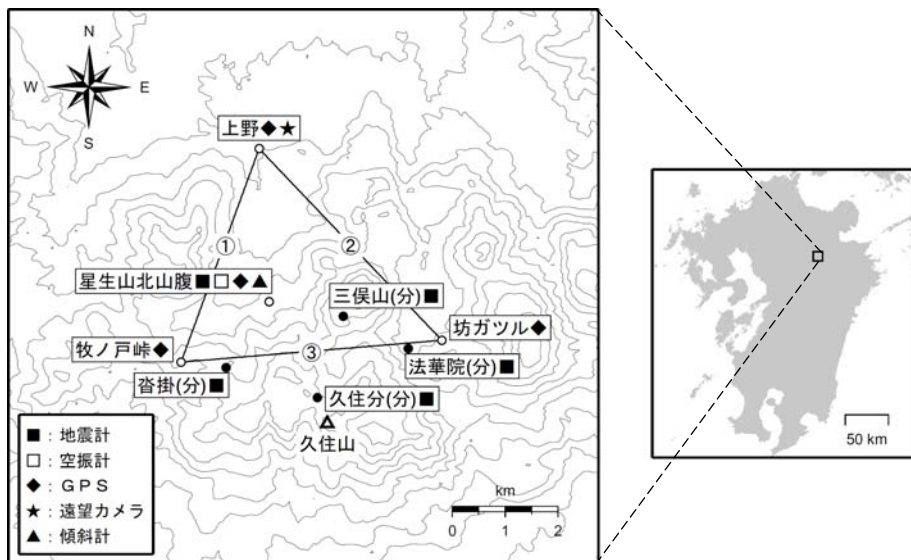 N
W
E
S
上野◆★
①
②
星生山北山腹■□◆▲
三俣山(分)■
坊ガツル◆
牧ノ戸峠◆
③
法華院(分)■
沓掛(分)■
久住分(分)■
久住山
■：地震計
□：空振計
◆：ＧＰＳ
★：遠望カメラ
▲：傾斜計
km
0 1 2
50 km